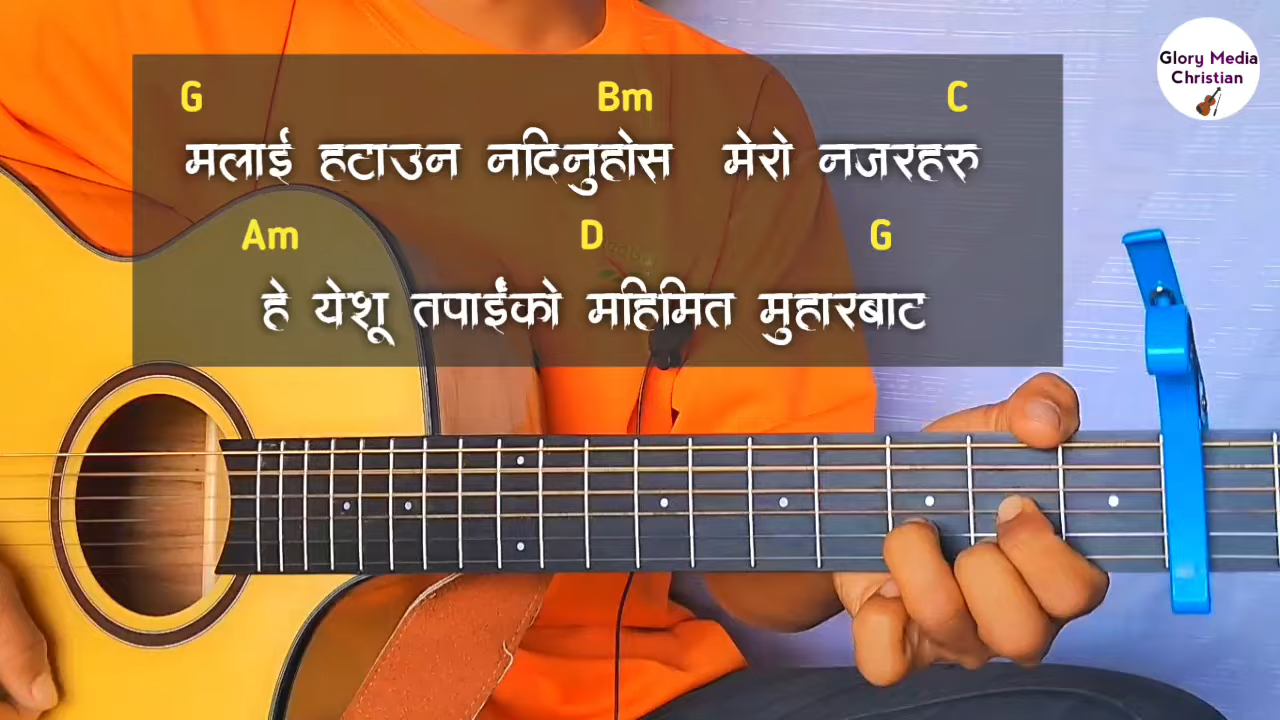 Glory Media
Christian
G Bm C
मलाई हटाउन नदिनुहोस मेरो नजरहरु
Am D G
हे येशू तपाईंको महिमित मुहारबाट